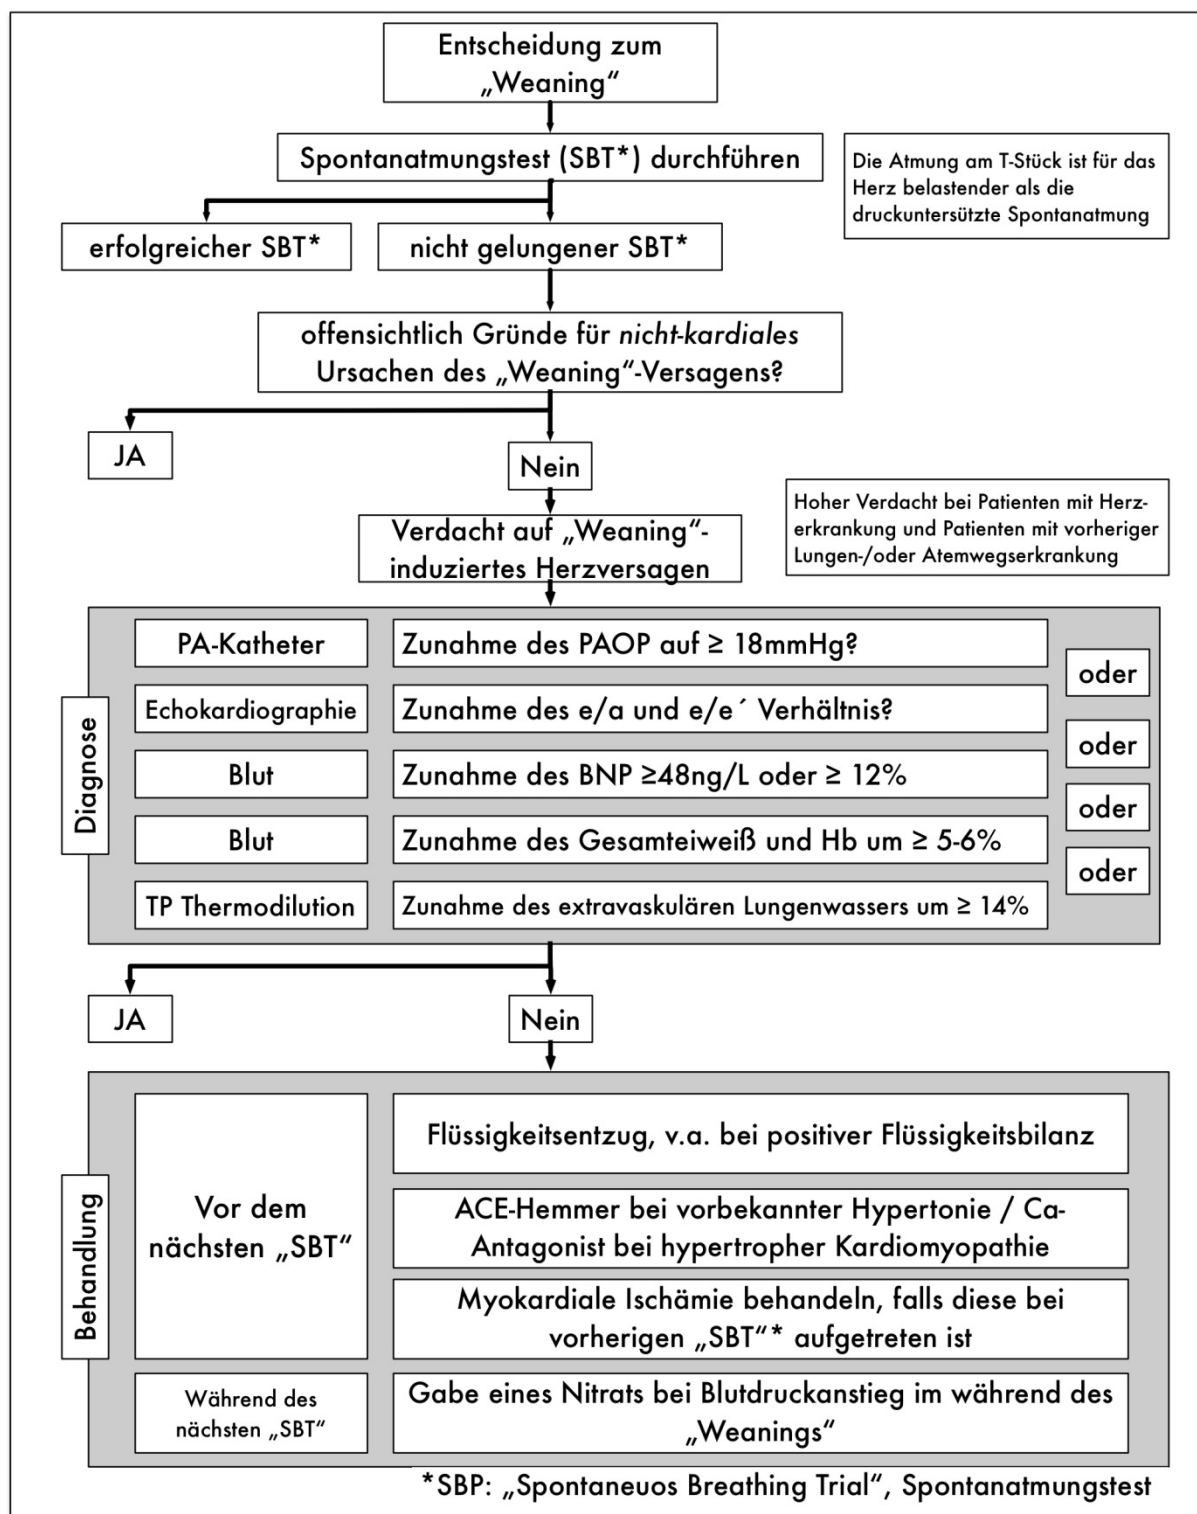 Entscheidung zum
„Weaning“
Spontanatmungstest (SBT*) durchführen
Die Atmung am T-Stück ist für das
Herz belastender als die
druckuntersützte Spontanatmung
erfolgreicher SBT*
nicht gelungener SBT*
offensichtlich Gründe für nicht-kardiales
Ursachen des „Weaning“-Versagens?
JA
Nein
Hoher Verdacht bei Patienten mit Herz-
erkrankung und Patienten mit vorheriger
Lungen-/oder Atemwegserkrankung
Verdacht auf „Weaning“-
induziertes Herzversagen
Diagnose
PA-Katheter
Zunahme des PAOP auf ≥ 18mmHg?
oder
Echokardiographie
Zunahme des e/a und e/e´ Verhältnis?
oder
Blut
Zunahme des BNP ≥48ng/L oder ≥ 12%
oder
Blut
Zunahme des Gesamteiweiß und Hb um ≥ 5-6%
oder
TP Thermodilution
Zunahme des extravaskulären Lungenwassers um ≥ 14%
JA
Nein
Behandlung
Vor dem
nächsten „SBT“
Flüssigkeitsentzug, v.a. bei positiver Flüssigkeitsbilanz
ACE-Hemmer bei vorbekannter Hypertonie / Ca-
Antagonist bei hypertropher Kardiomyopathie
Myokardiale Ischämie behandeln, falls diese bei
vorherigen „SBT“* aufgetreten ist
Während des
nächsten „SBT“
Gabe eines Nitrats bei Blutdruckanstieg im während des
„Weanings“
*SBP: „Spontaneuos Breathing Trial“, Spontanatmungstest